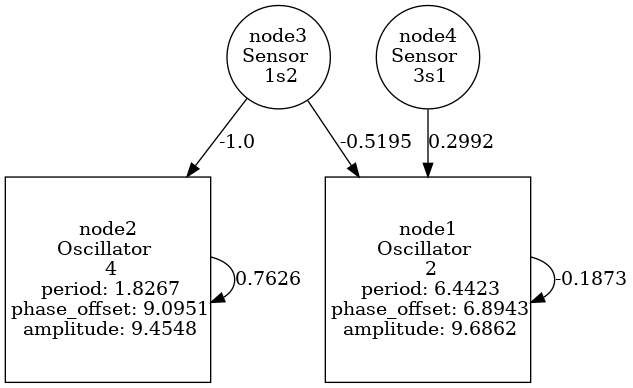 node3
Sensor
1s2
node4
Sensor
3s1
-1.0
-0.5195
0.2992
node2
Oscillator
4
period: 1.8267
phase_offset: 9.0951
amplitude: 9.4548
0.7626
node1
Oscillator
2
period: 6.4423
phase_offset: 6.8943
amplitude: 9.6862
-0.1873